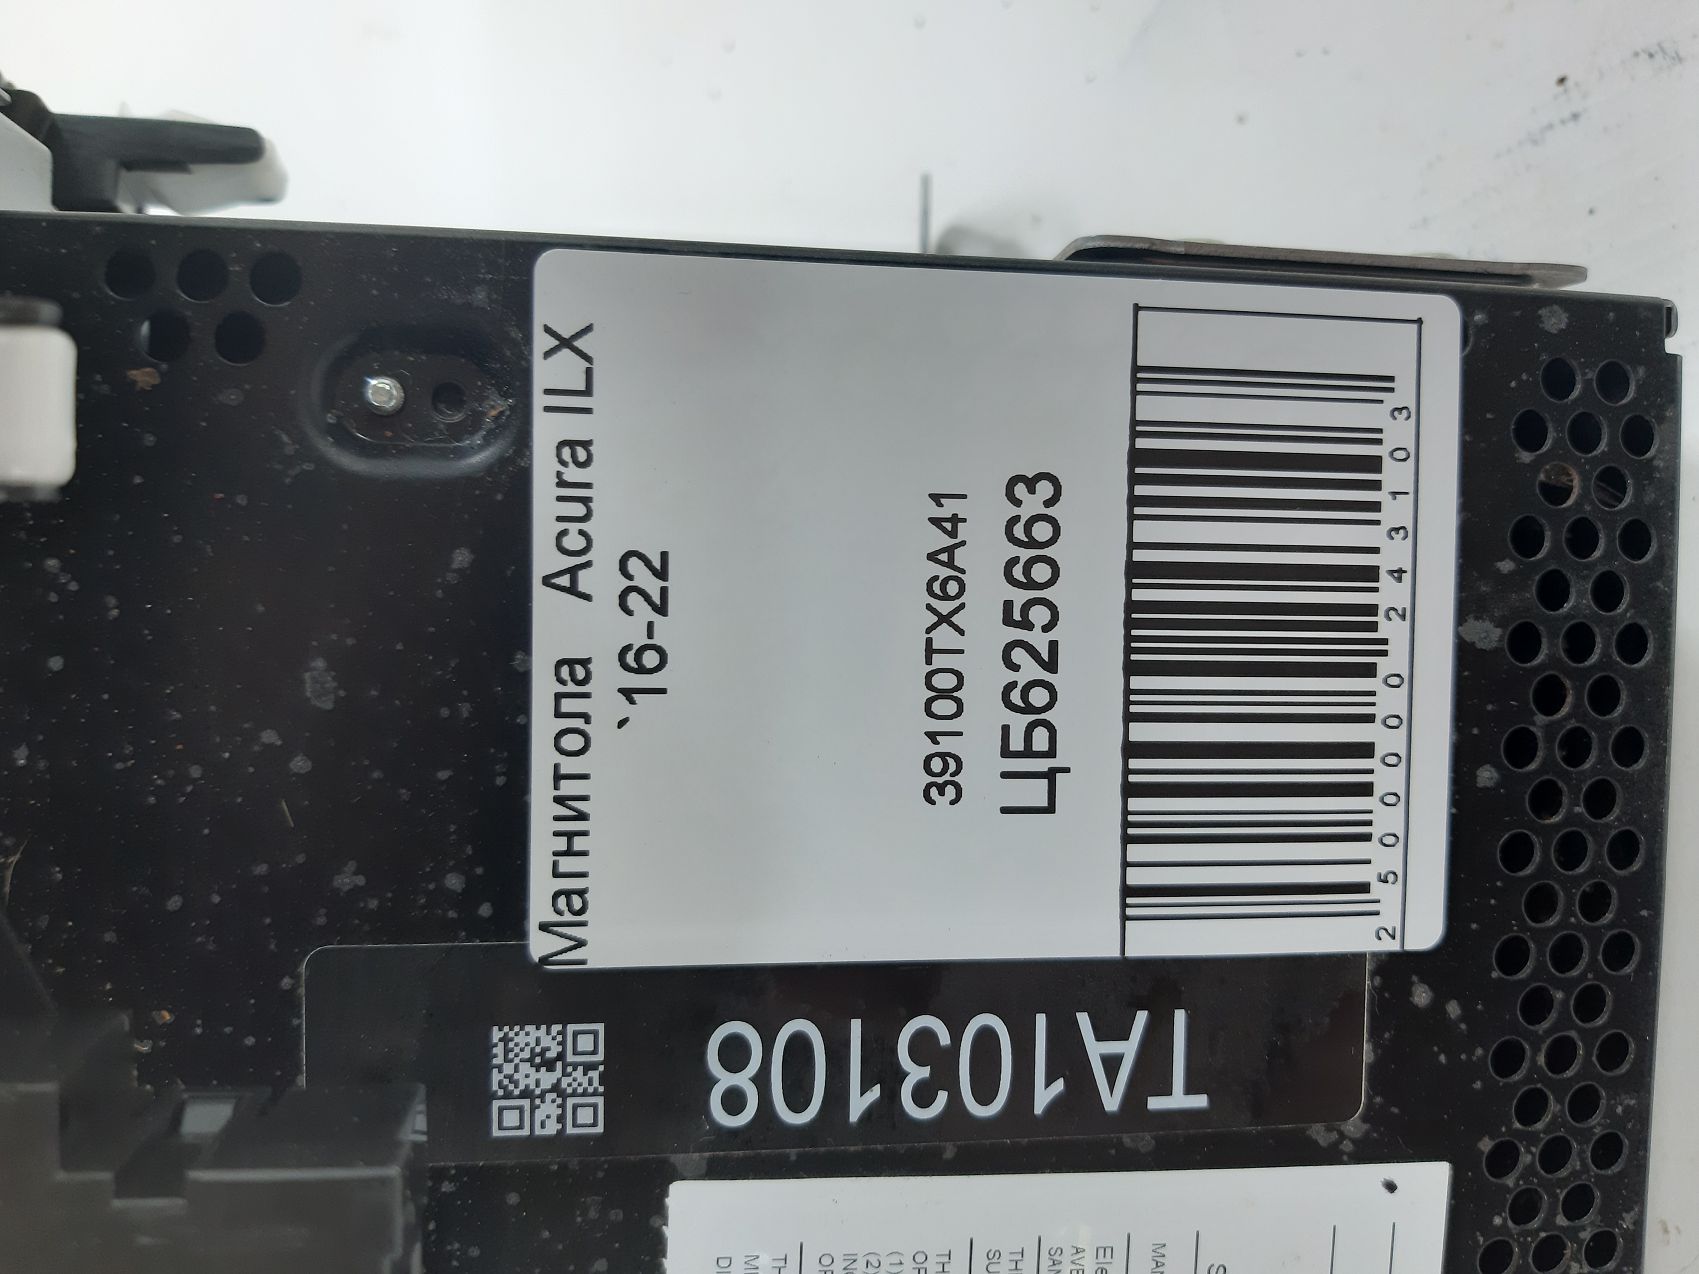 Магнитола Acura ILX
`16-22
39100TX6A41
ЦБ625663
2500000243103
TA103108